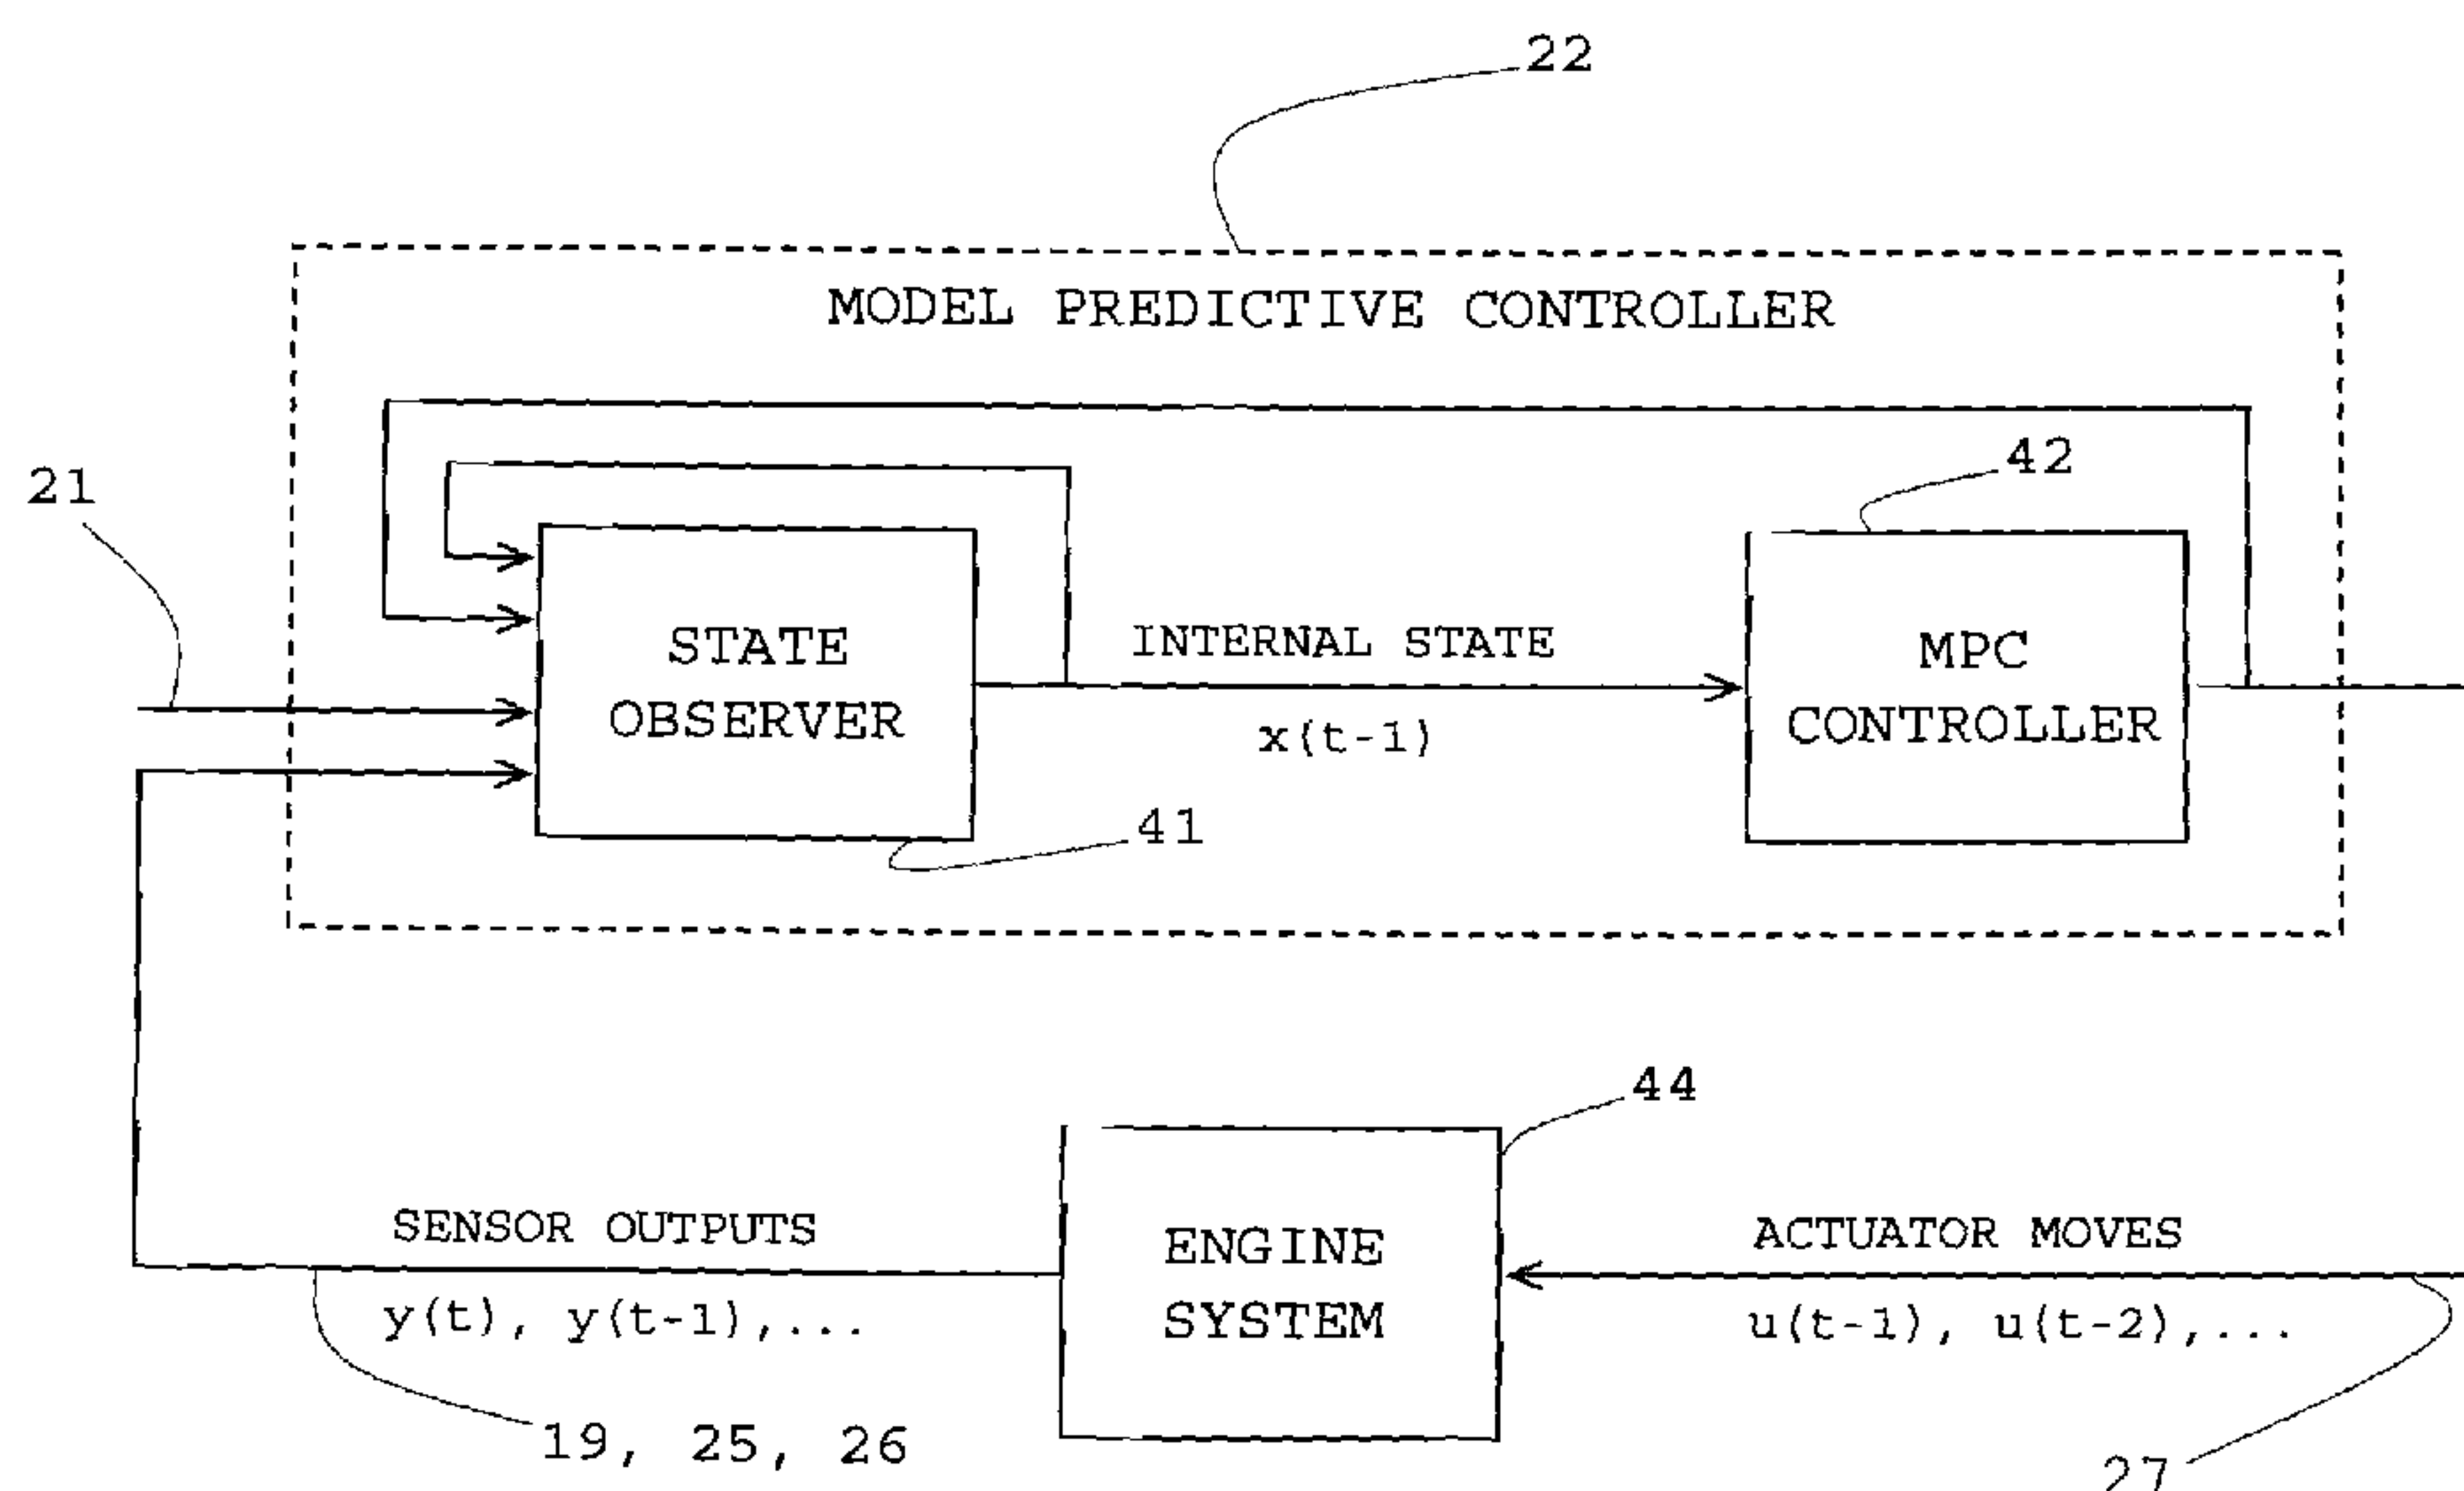 22
MODEL PREDICTIVE CONTROLLER
21
42
STATE
OBSERVER
INTERNAL STATE
x(t-1)
MPC
CONTROLLER
41
44
SENSOR OUTPUTS
y(t), y(t-1),...
ENGINE
SYSTEM
ACTUATOR MOVES
u(t-1), u(t-2),...
19, 25, 26
27